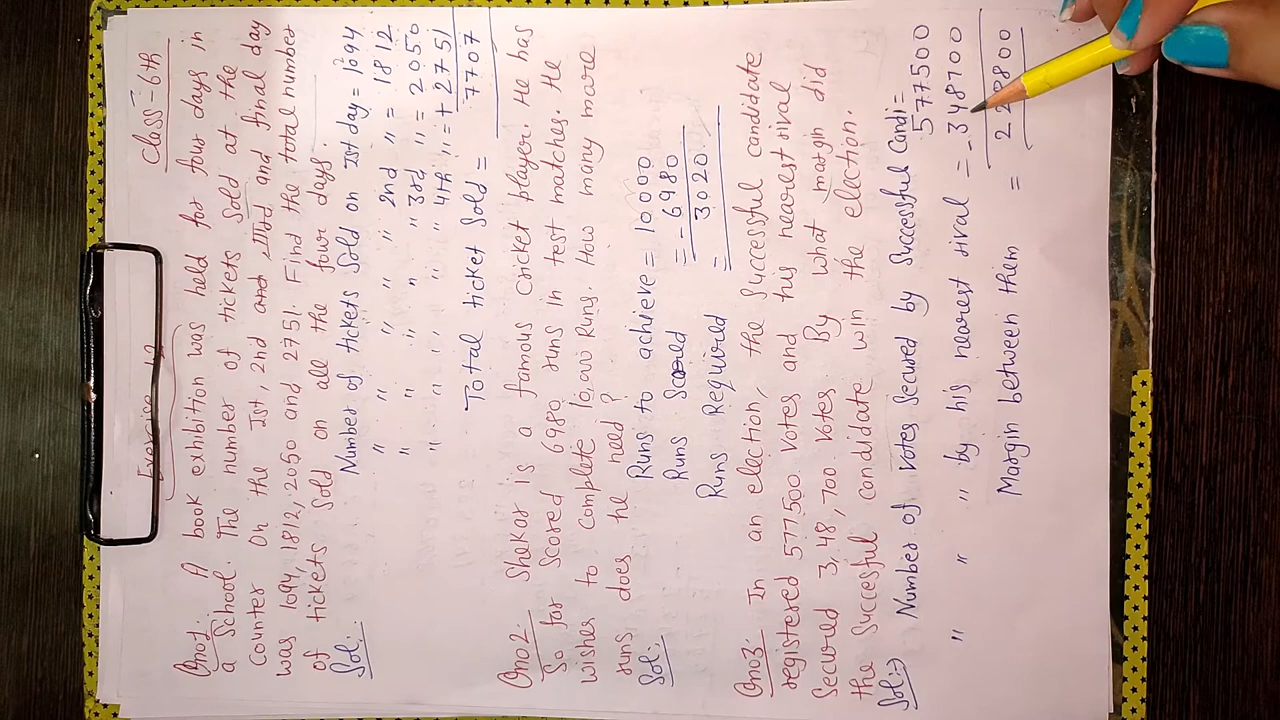 Class-6th
Exercise 1.2
Qno1. A book exhibition was held for four days in
a School. The number of tickets Sold at the
Counter On the Ist, 2nd and IIIrd and final day
was 1094, 1812, 2050 and 2751. Find the total number
of tickets Sold on all the four days.
Sol:- Number of tickets Sold on Ist day = 1094
" " " " " 2nd " = 1812
" " " " " 3rd " = 2050
" " " " " 4th " = + 2751
Total ticket Sold = 7707
Qno2. Shekar is a famous Cricket player. He has
So far Scored 6980 runs in test matches. He
wishes to Complete 10,000 Runs. How many more
runs does he need?
Sol:- Runs to achieve = 10000
Runs Scored = - 6980
Runs Required = 3020
Qno3. In an election, the Successful candidate
registered 577500 votes and his nearest rival
Secured 3,48,700 votes. By what margin did
the Succesful candidate win the election.
Sol:-> Number of votes Secured by Successful Candi =
577500
" " " by his nearest rival = - 348700
Margin between them = 800